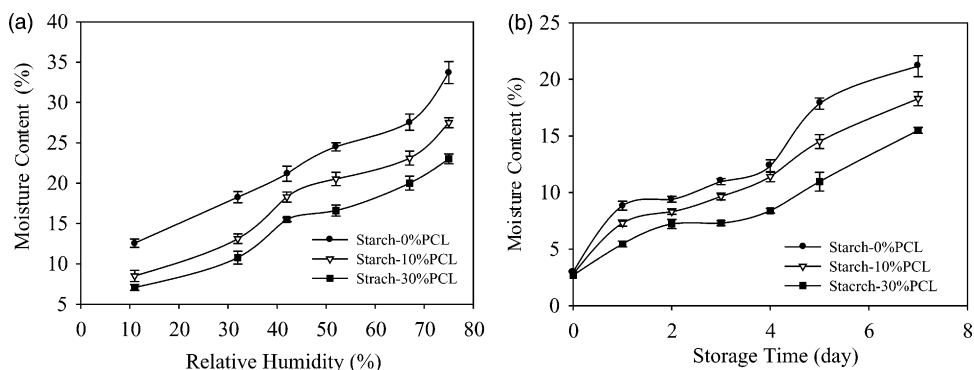 (a)
40
35
30
25
20
15
10
5
Moisture Content (%)
Starch-0%PCL
Starch-10%PCL
Strach-30%PCL
0 10 20 30 40 50 60 70 80
Relative Humidity (%)
(b)
25
20
15
10
5
0
Moisture Content (%)
Starch-0%PCL
Starch-10%PCL
Stacrch-30%PCL
0 2 4 6 8
Storage Time (day)